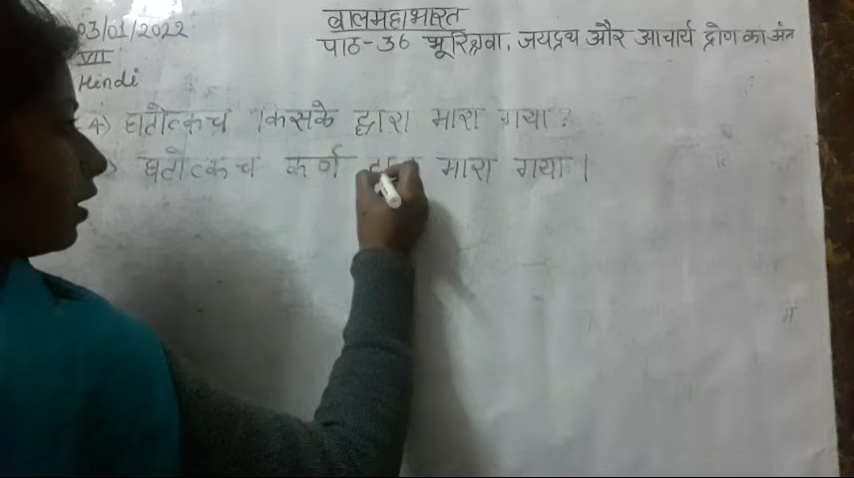 बालमहाभारत
03/01/2022
VII
Hindi
पाठ-36 भूरिश्रवा, जयद्रथ और आचार्य द्रोण का अंत
4) घटोत्कच किसके द्वारा मारा गया?
घटोत्कच कर्ण मारा गया।